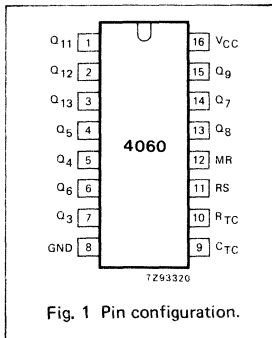 Q11 1 16 VCC
Q12 2 15 Q9
Q13 3 14 Q7
Q5 4 13 Q8
4060
Q4 5 12 MR
Q6 6 11 RS
Q3 7 10 RTC
GND 8 9 CTC
7Z93320
Fig. 1 Pin configuration.